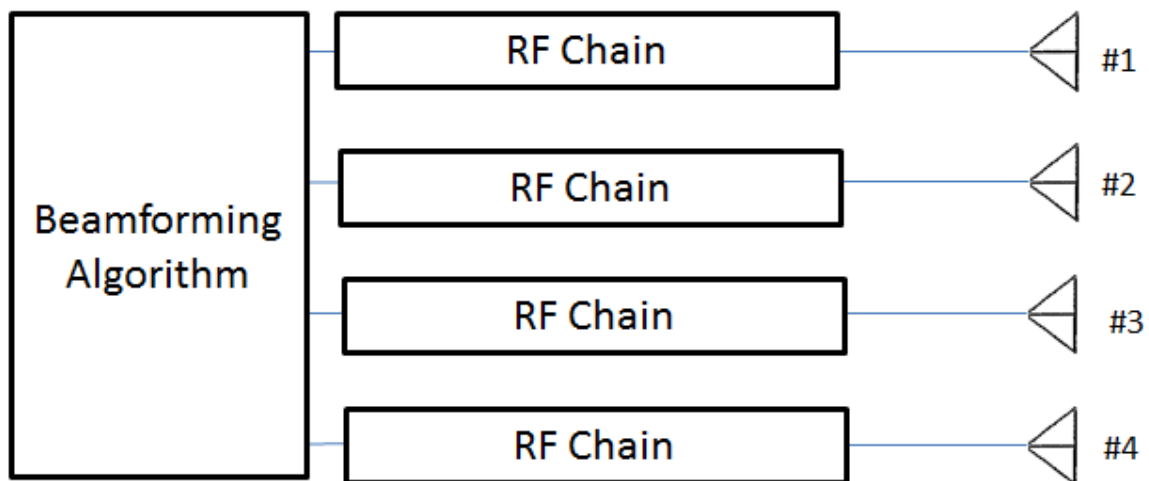 RF Chain
#1
RF Chain
#2
Beamforming
Algorithm
RF Chain
#3
RF Chain
#4